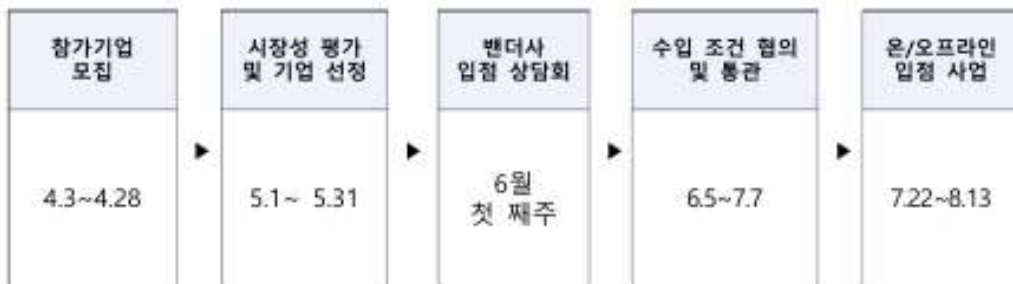 참가기업
모집
4.3~4.28
▶
시장성 평가
및 기업 선정
5.1~ 5.31
▶
밴더사
입점 상담회
6월
첫 째주
▶
수입 조건 협의
및 통관
6.5~7.7
▶
온/오프라인
입점 사업
7.22~8.13